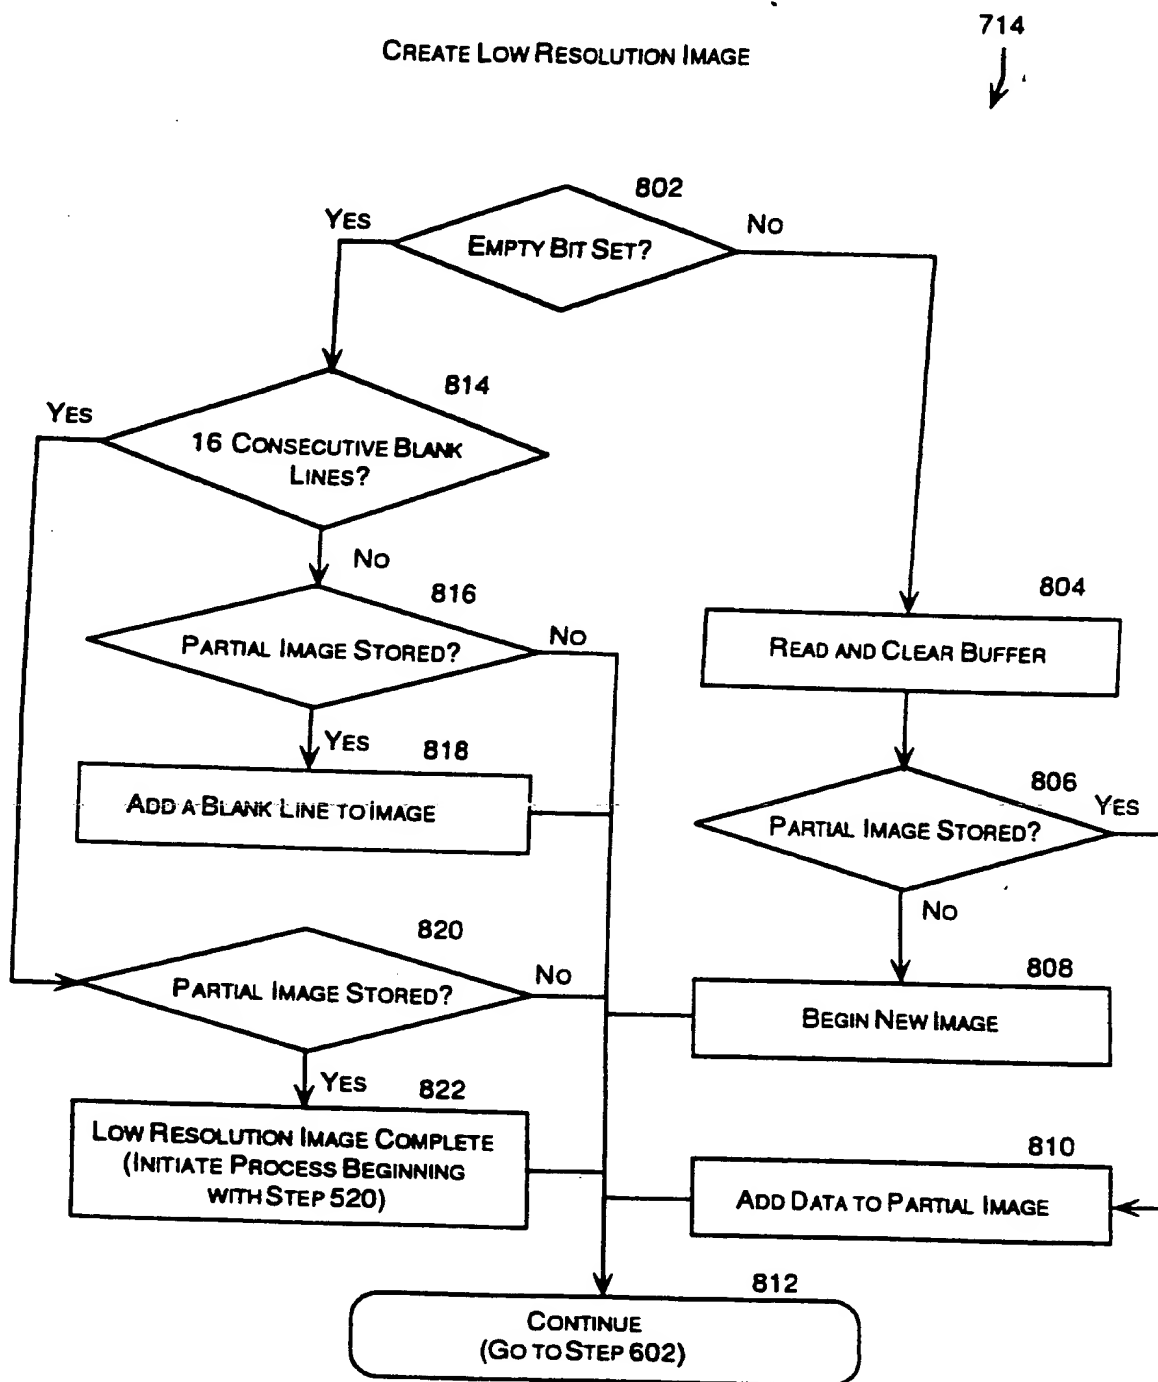 714
CREATE LOW RESOLUTION IMAGE
802
YES
NO
EMPTY BIT SET?
814
YES
16 CONSECUTIVE BLANK
LINES?
NO
816
NO
PARTIAL IMAGE STORED?
804
READ AND CLEAR BUFFER
YES
818
ADD A BLANK LINE TO IMAGE
806
YES
PARTIAL IMAGE STORED?
NO
820
NO
PARTIAL IMAGE STORED?
808
BEGIN NEW IMAGE
YES
822
LOW RESOLUTION IMAGE COMPLETE
(INITIATE PROCESS BEGINNING
WITH STEP 520)
810
ADD DATA TO PARTIAL IMAGE
812
CONTINUE
(GO TO STEP 602)